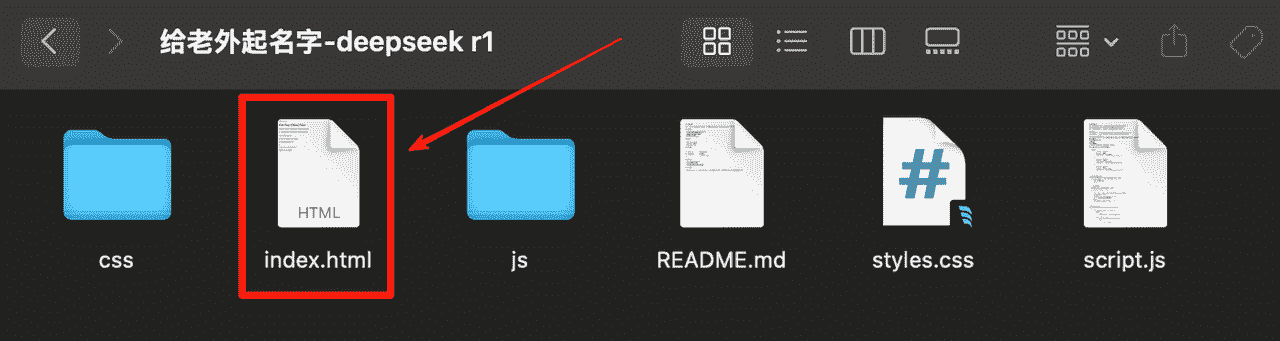 给老外起名字-deepseek r1
HTML
#
css
index.html
js
README.md
styles.css
script.js